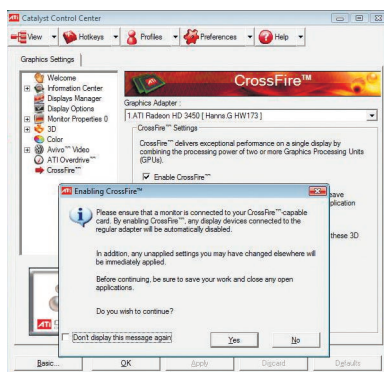 Catalyst Control Center
View
Hotkeys
Profiles
Preferences
Help
Graphics Settings
Welcome
Information Center
Displays Manager
Display Options
Monitor Properties 0
3D
Color
Avivo™ Video
ATI Overdrive™
CrossFire™
CrossFire™
Graphics Adapter :
1.ATI Radeon HD 3450 [ Hanns.G HW173 ]
CrossFire™ Settings
CrossFire™ delivers exceptional performance on a single display by
combining the processing power of two or more Graphics Processing Units
(GPUs).
Enable CrossFire™
ave
plication
these 3D
ATI Enabling CrossFire™
Please ensure that a monitor is connected to your CrossFire™-capable
card. By enabling CrossFire™, any display devices connected to the
regular adapter will be automatically disabled.
In addition, any unapplied settings you may have changed elsewhere will
be immediately applied.
Before continuing, be sure to save your work and close any open
applications.
Do you wish to continue?
Don't display this message again
Yes
No
ATI
Basic...
OK
Apply
Discard
Defaults